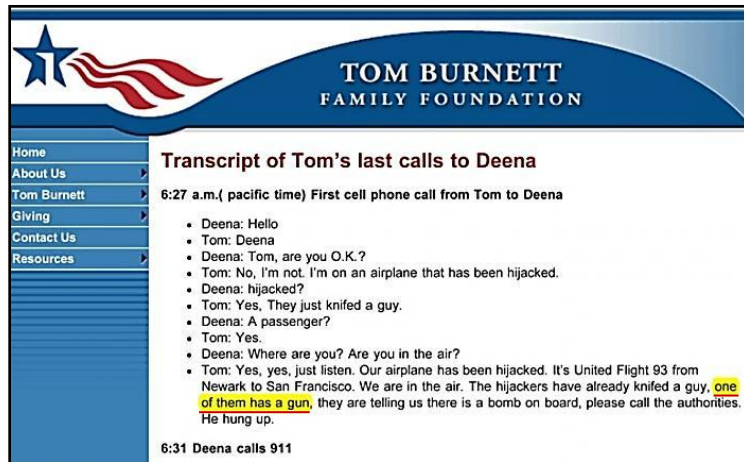 TOM BURNETT
FAMILY FOUNDATION
Home
About Us
Tom Burnett
Giving
Contact Us
Resources
Transcript of Tom's last calls to Deena
6:27 a.m.( pacific time) First cell phone call from Tom to Deena
• Deena: Hello
• Tom: Deena
• Deena: Tom, are you O.K.?
• Tom: No, I'm not. I'm on an airplane that has been hijacked.
• Deena: hijacked?
• Tom: Yes, They just knifed a guy.
• Deena: A passenger?
• Tom: Yes.
• Deena: Where are you? Are you in the air?
• Tom: Yes, yes, just listen. Our airplane has been hijacked. It's United Flight 93 from
Newark to San Francisco. We are in the air. The hijackers have already knifed a guy, one
of them has a gun, they are telling us there is a bomb on board, please call the authorities.
He hung up.
6:31 Deena calls 911